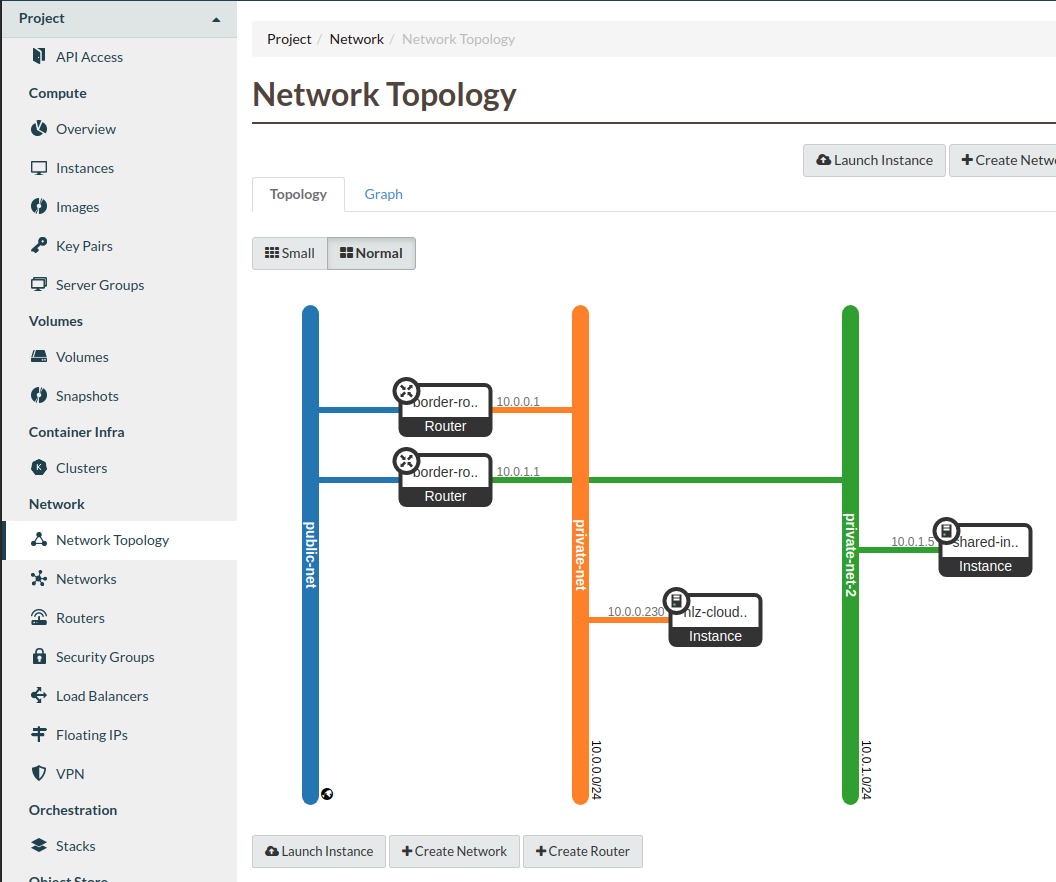 Project
API Access
Compute
Overview
Instances
Images
Key Pairs
Server Groups
Volumes
Volumes
Snapshots
Container Infra
Clusters
Network
Network Topology
Networks
Routers
Security Groups
Load Balancers
Floating IPs
VPN
Orchestration
Stacks
Object Store
Project / Network / Network Topology
Network Topology
Launch Instance
Create Netw
Topology
Graph
Small
Normal
public-net
private-net
10.0.0.0/24
private-net-2
10.0.1.0/24
border-ro..
Router
10.0.0.1
border-ro..
Router
10.0.1.1
10.0.1.5
shared-in..
Instance
10.0.0.230
nlz-cloud..
Instance
Launch Instance
Create Network
Create Router